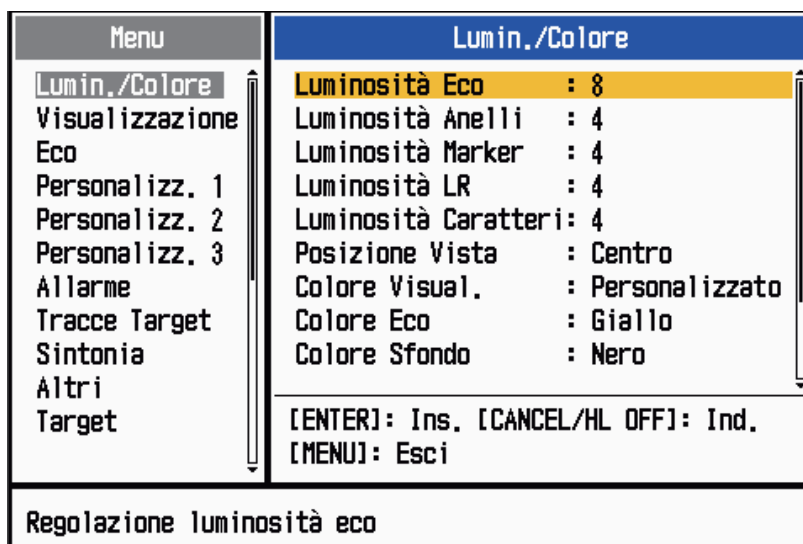 Menu
Lumin./Colore
Visualizzazione
Eco
Personalizz. 1
Personalizz. 2
Personalizz. 3
Allarme
Tracce Target
Sintonia
Altri
Target
Lumin./Colore
Luminosità Eco : 8
Luminosità Anelli : 4
Luminosità Marker : 4
Luminosità LR : 4
Luminosità Caratteri: 4
Posizione Vista : Centro
Colore Visual. : Personalizzato
Colore Eco : Giallo
Colore Sfondo : Nero
[ENTER]: Ins. [CANCEL/HL OFF]: Ind.
[MENU]: Esci
Regolazione luminosità eco